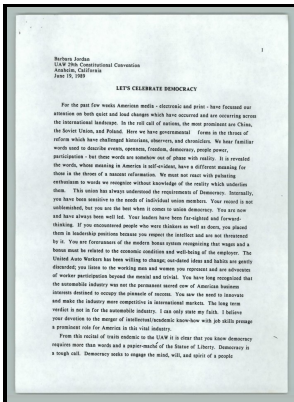 1
Barbara Jordan
UAW 29th Constitutional Convention
Anaheim, California
June 19, 1989
LET'S CELEBRATE DEMOCRACY
For the past few weeks American media - electronic and print - have focussed our
attention on both quiet and loud changes which have occurred and are occurring across
the international landscape. In the roll call of nations, the most prominent are China,
the Soviet Union, and Poland. Here we have governmental forms in the throes of
reform which have challenged historians, observors, and chroniclers. We have familiar
words used to describe events, openness, freedom, democracy, people power,
participation - but these words are somehow out of phase with reality. It is revealed
the words, whose meaning in America is self-evident, have a different meaning for
those in the throes of a nascent reformation. We must not react with pulsating
enthusiasm to words we recognize without knowledge of the reality which underlies
them. This union has always understood the requirements of Democracy. Internally,
you have been sensitive to the needs of individual union members. Your record is not
unblemished, but you are the best when it comes to union democracy. You are now
and have always been well led. Your leaders have been far-sighted and forward-
thinking. If you encountered people who were thinkers as well as doers, you placed
them in leadership positions because you respect the intellect and are not threatened
by it. You are forerunners of the modern bonus system recognizing that wages and a
bonus must be related to the economic condition and well-being of the employer. The
United Auto Workers has been willing to change; out-dated ideas and habits are gently
discarded; you listen to the working men and women you represent and are advocates
of worker participation beyond the menial and trivial. You have long recognized that
the automobile industry was not the permanent sacred cow of American business
interests destined to occupy the pinnacle of success. You saw the need to innovate
and make the industry more competitive in international markets. The long term
verdict is not in for the automobile industry. I can only state my faith. I believe
your devotion to the merger of intellectual/academic know-how with job skills presage
a prominent role for America in this vital industry.
From this recital of traits endemic to the UAW it is clear that you know democracy
requires more than words and a papier-mache of the Statue of Liberty. Democracy is
a tough call. Democracy seeks to engage the mind, will, and spirit of a people